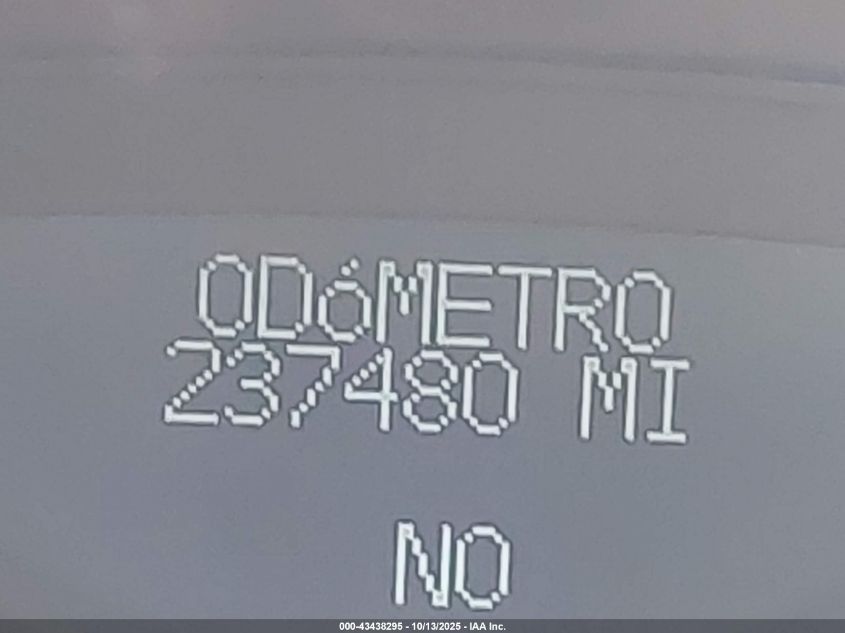 ODóMETRO
237480 MI
NO
000-43438295 - 10/13/2025 - IAA Inc.